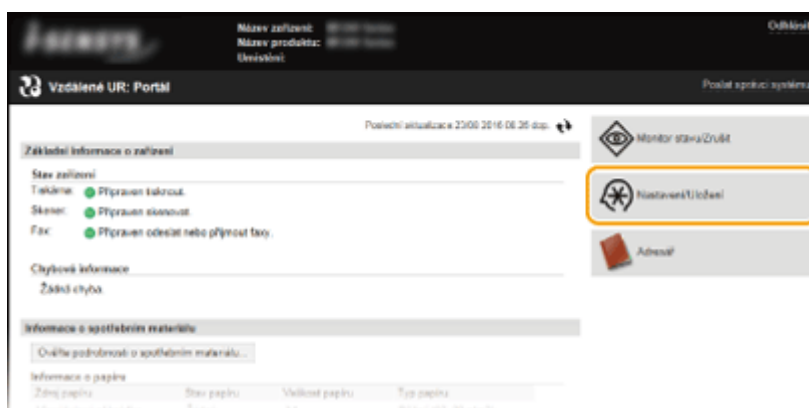 Název zařízení:
Název produktu:
Umístění:
Odhlásit
Vzdálené UR: Portál
Poslat zprávu správci systému
Poslední aktualizace 23/08 2016 08:26 dop.
Základní informace o zařízení
Stav zařízení
Tiskárna: Připraven tisknout.
Skener: Připraven skenovat.
Fax: Připraven odeslat nebo přijmout faxy.
Chybová informace
Žádná chyba.
Informace o spotřebním materiálu
Ověřte podrobnosti o spotřebním materiálu...
Informace o papíru
Zdroj papíru Stav papíru Velikost papíru Typ papíru
Monitor stavu/Zrušit
Nastavení/Uložení
Adresář